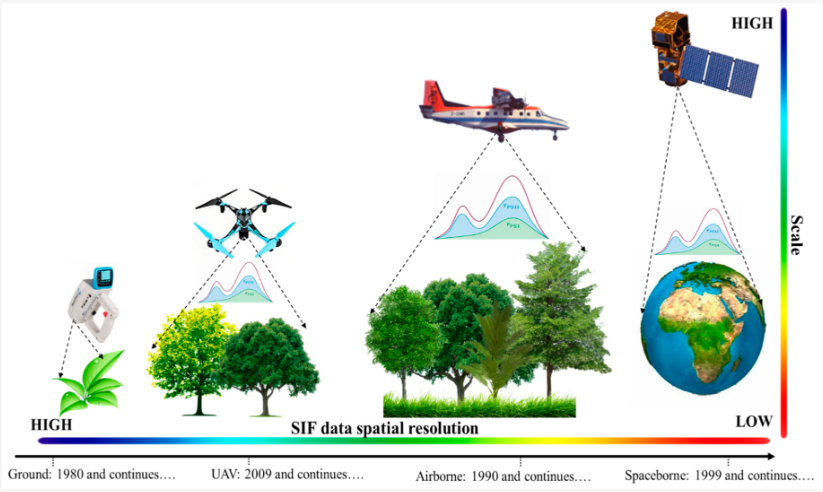 HIGH
Scale
HIGH
LOW
SIF data spatial resolution
Ground: 1980 and continues….
UAV: 2009 and continues….
Airborne: 1990 and continues….
Spaceborne: 1999 and continues….